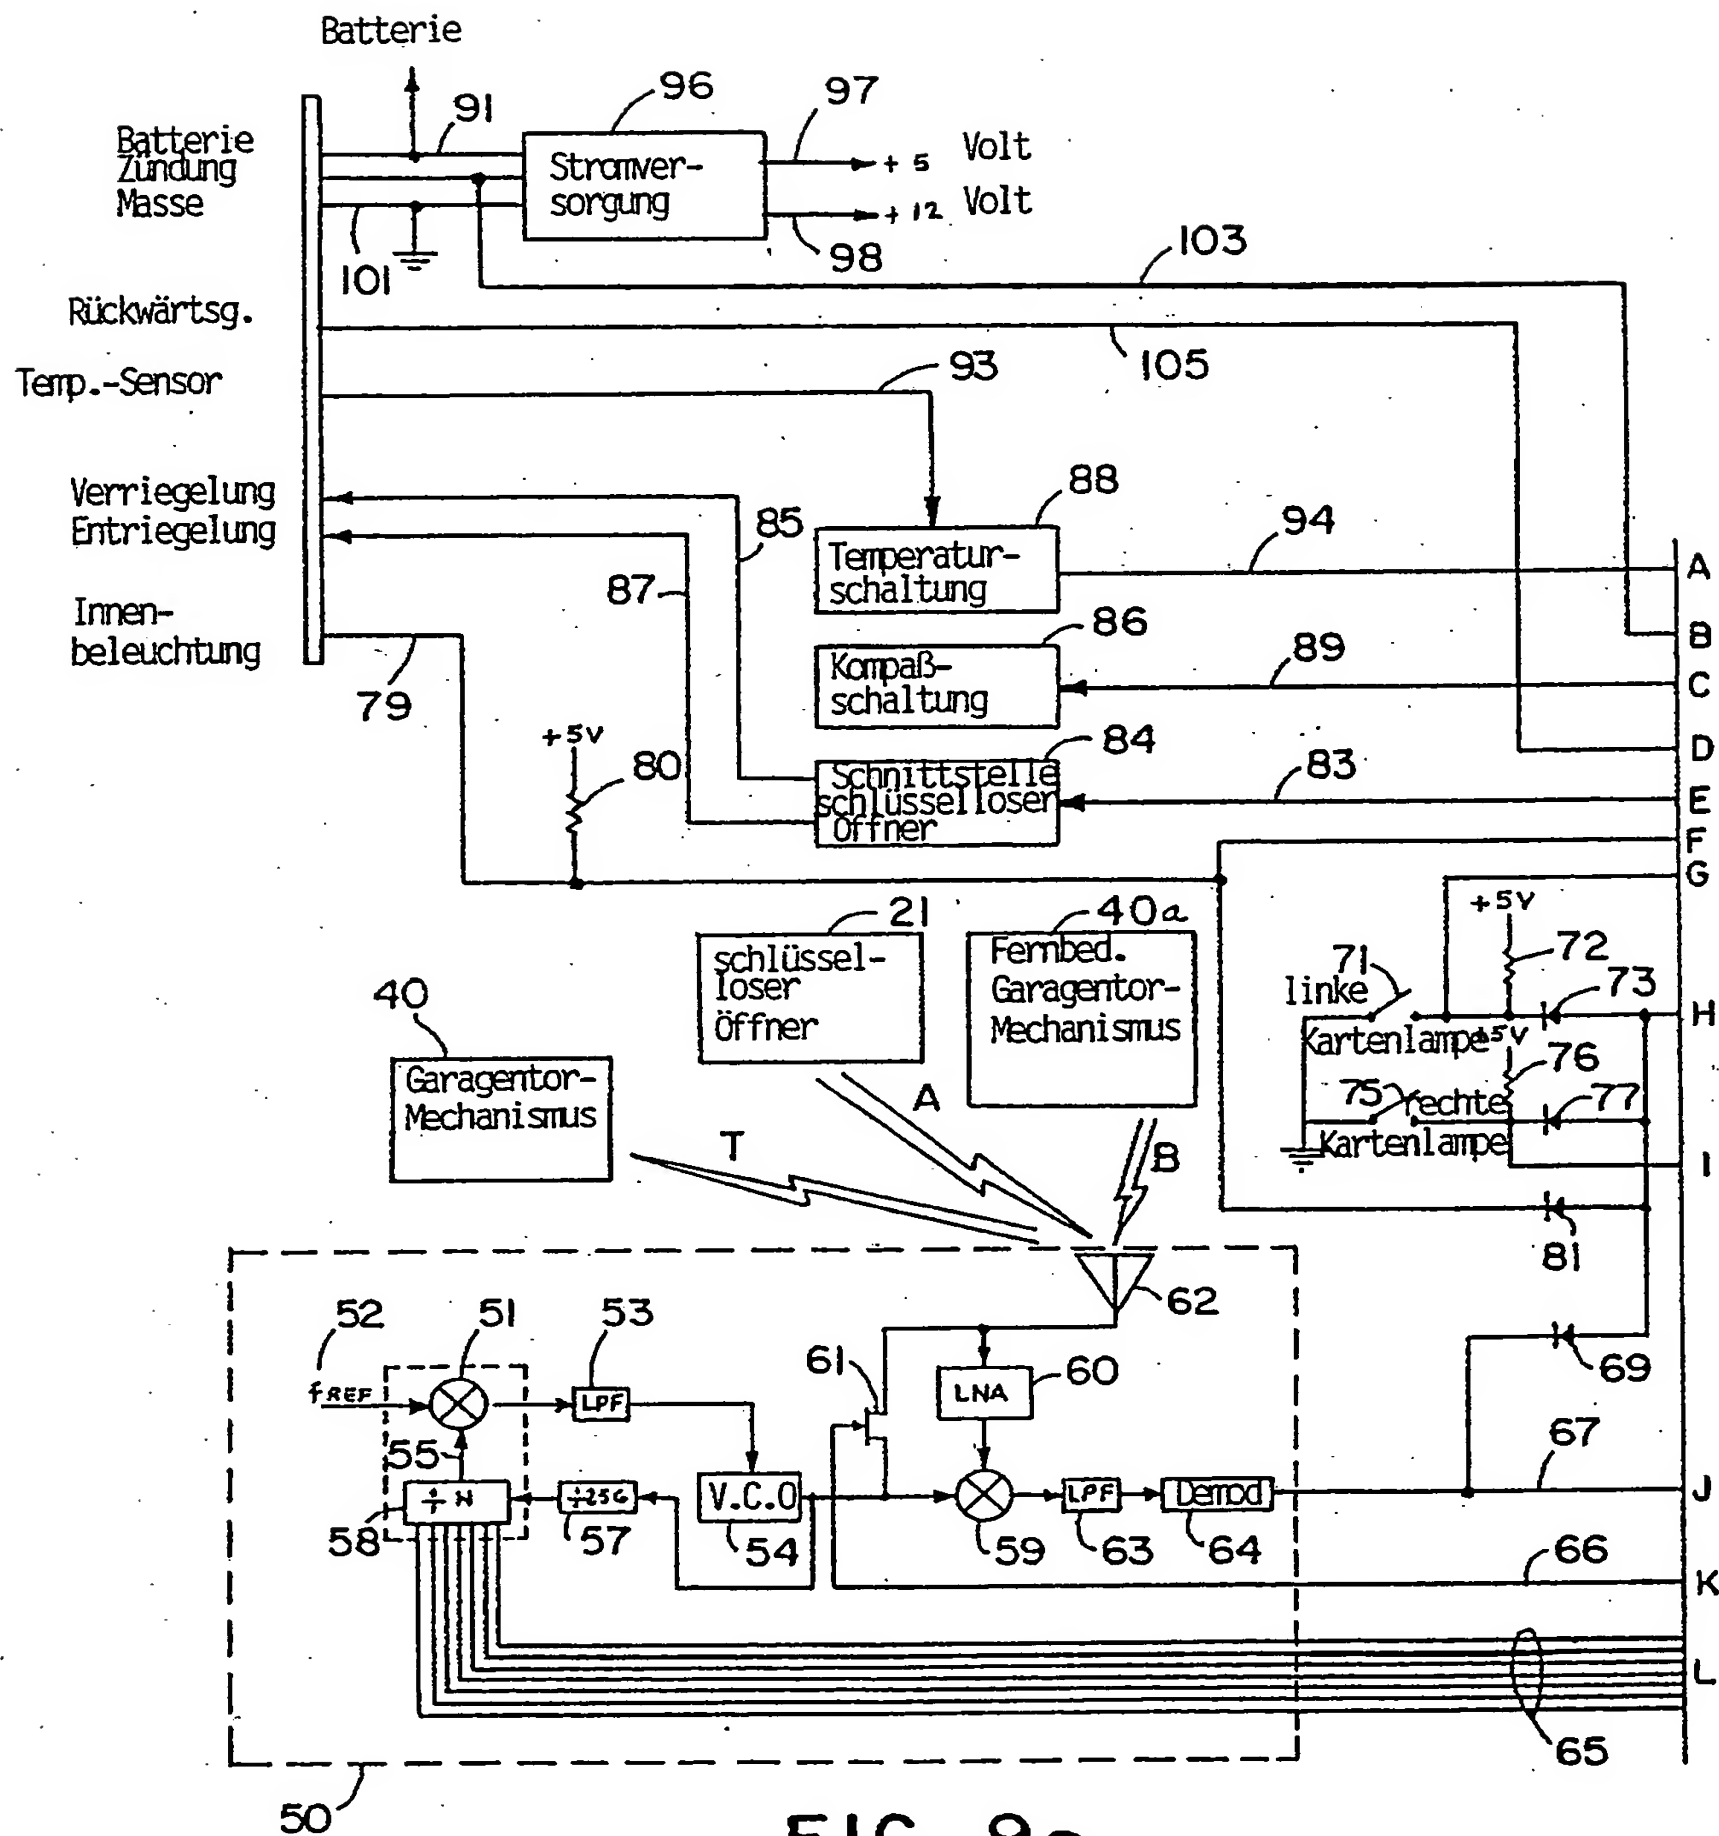 Batterie
91
96
97
Batterie
Zündung
Masse
Stromver-
sorgung
+ 5 Volt
+ 12 Volt
98
101
103
Rückwärtsg.
105
Temp.-Sensor
93
Verriegelung
Entriegelung
85
87
88
Temperatur-
schaltung
94
A
Innen-
beleuchtung
79
86
Kompaß-
schaltung
89
B
C
+5V
80
84
Schnittstelle
schlüsselloser
Öffner
83
D
E
F
G
21
schlüssel-
loser
Öffner
40a
Fernbed.
Garagentor-
Mechanismus
+5V
72
71
linke
Kartenlampe
73
H
40
Garagentor-
Mechanismus
+5V
76
75
rechte
Kartenlampe
77
I
T
A
B
81
62
52
51
53
61
60
LNA
69
fREF
LPF
55
67
÷ N
÷256
V.C.O
LPF
Demod
J
58
57
54
59
63
64
66
K
L
65
50